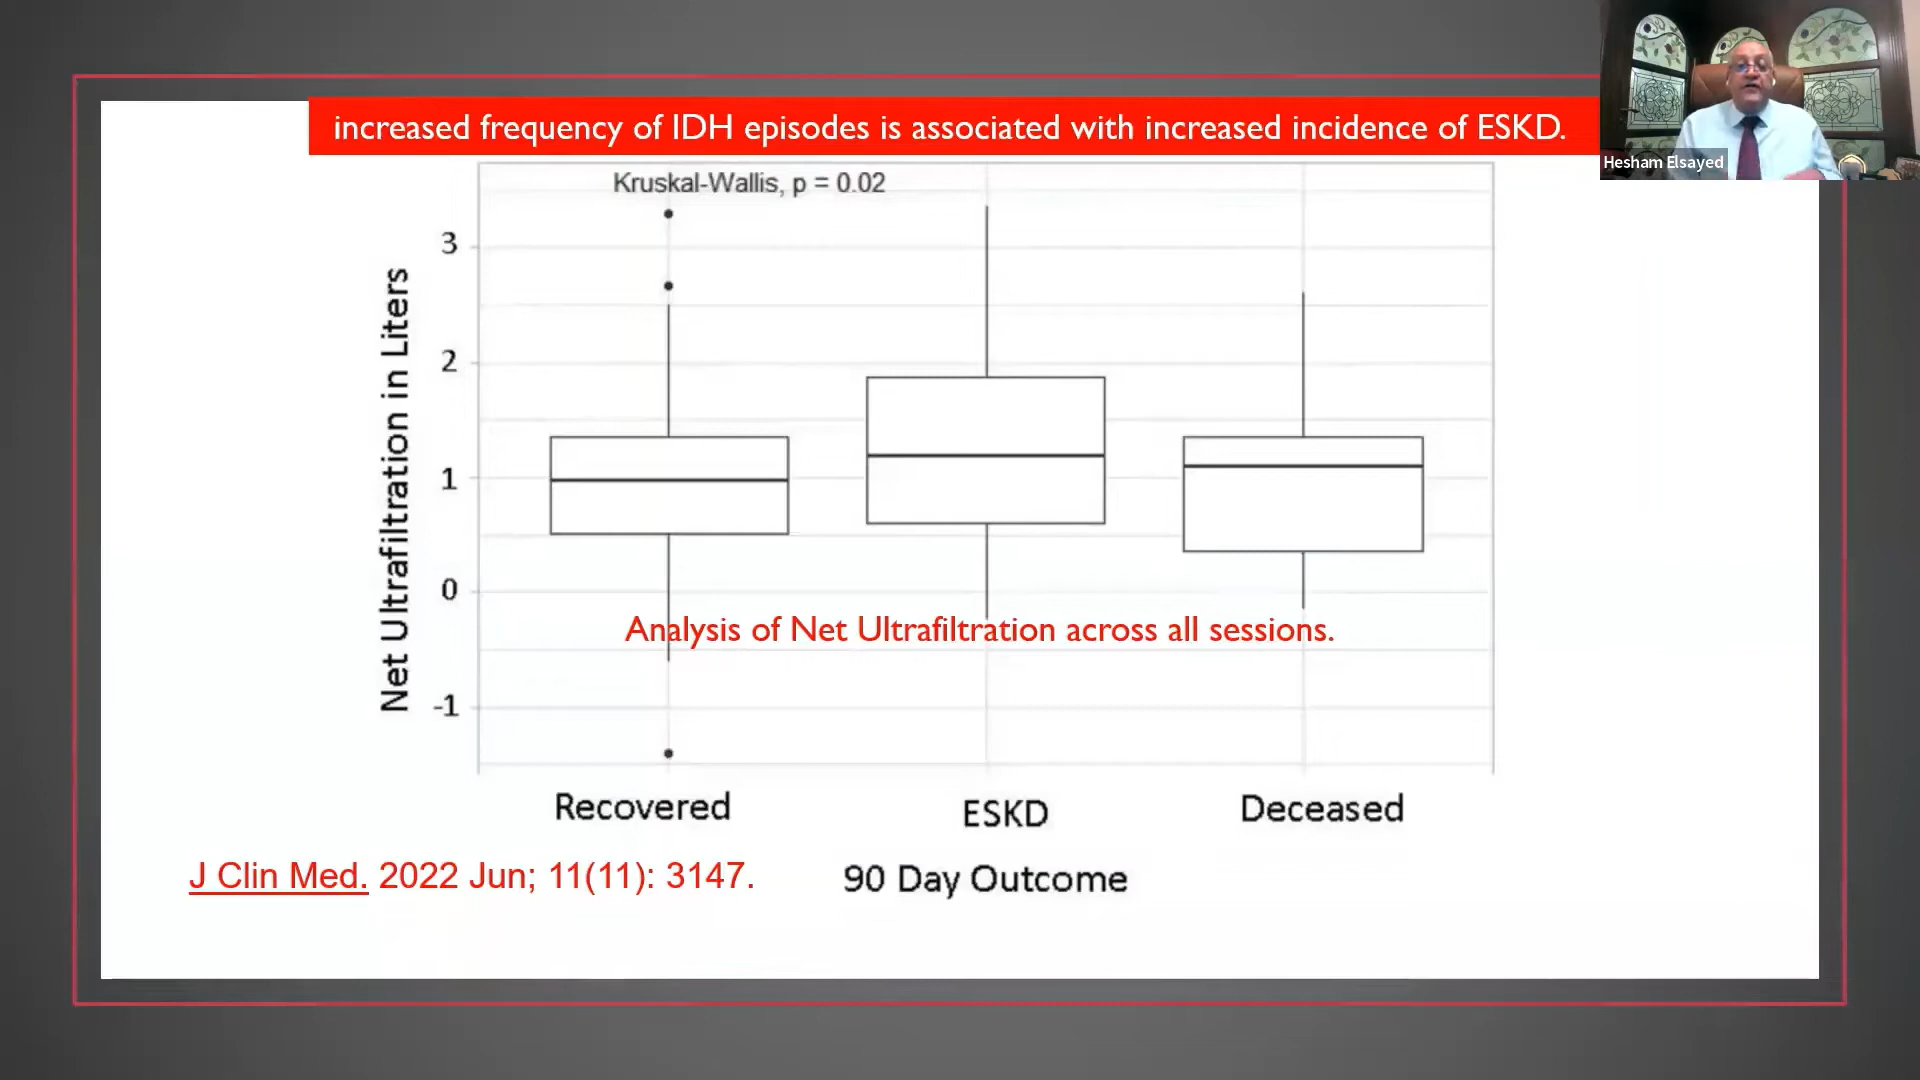 increased frequency of IDH episodes is associated with increased incidence of ESKD.
Hesham Elsayed
Kruskal-Wallis, p = 0.02
Net Ultrafiltration in Liters
3
2
1
0
-1
Analysis of Net Ultrafiltration across all sessions.
Recovered
ESKD
Deceased
90 Day Outcome
J Clin Med. 2022 Jun; 11(11): 3147.